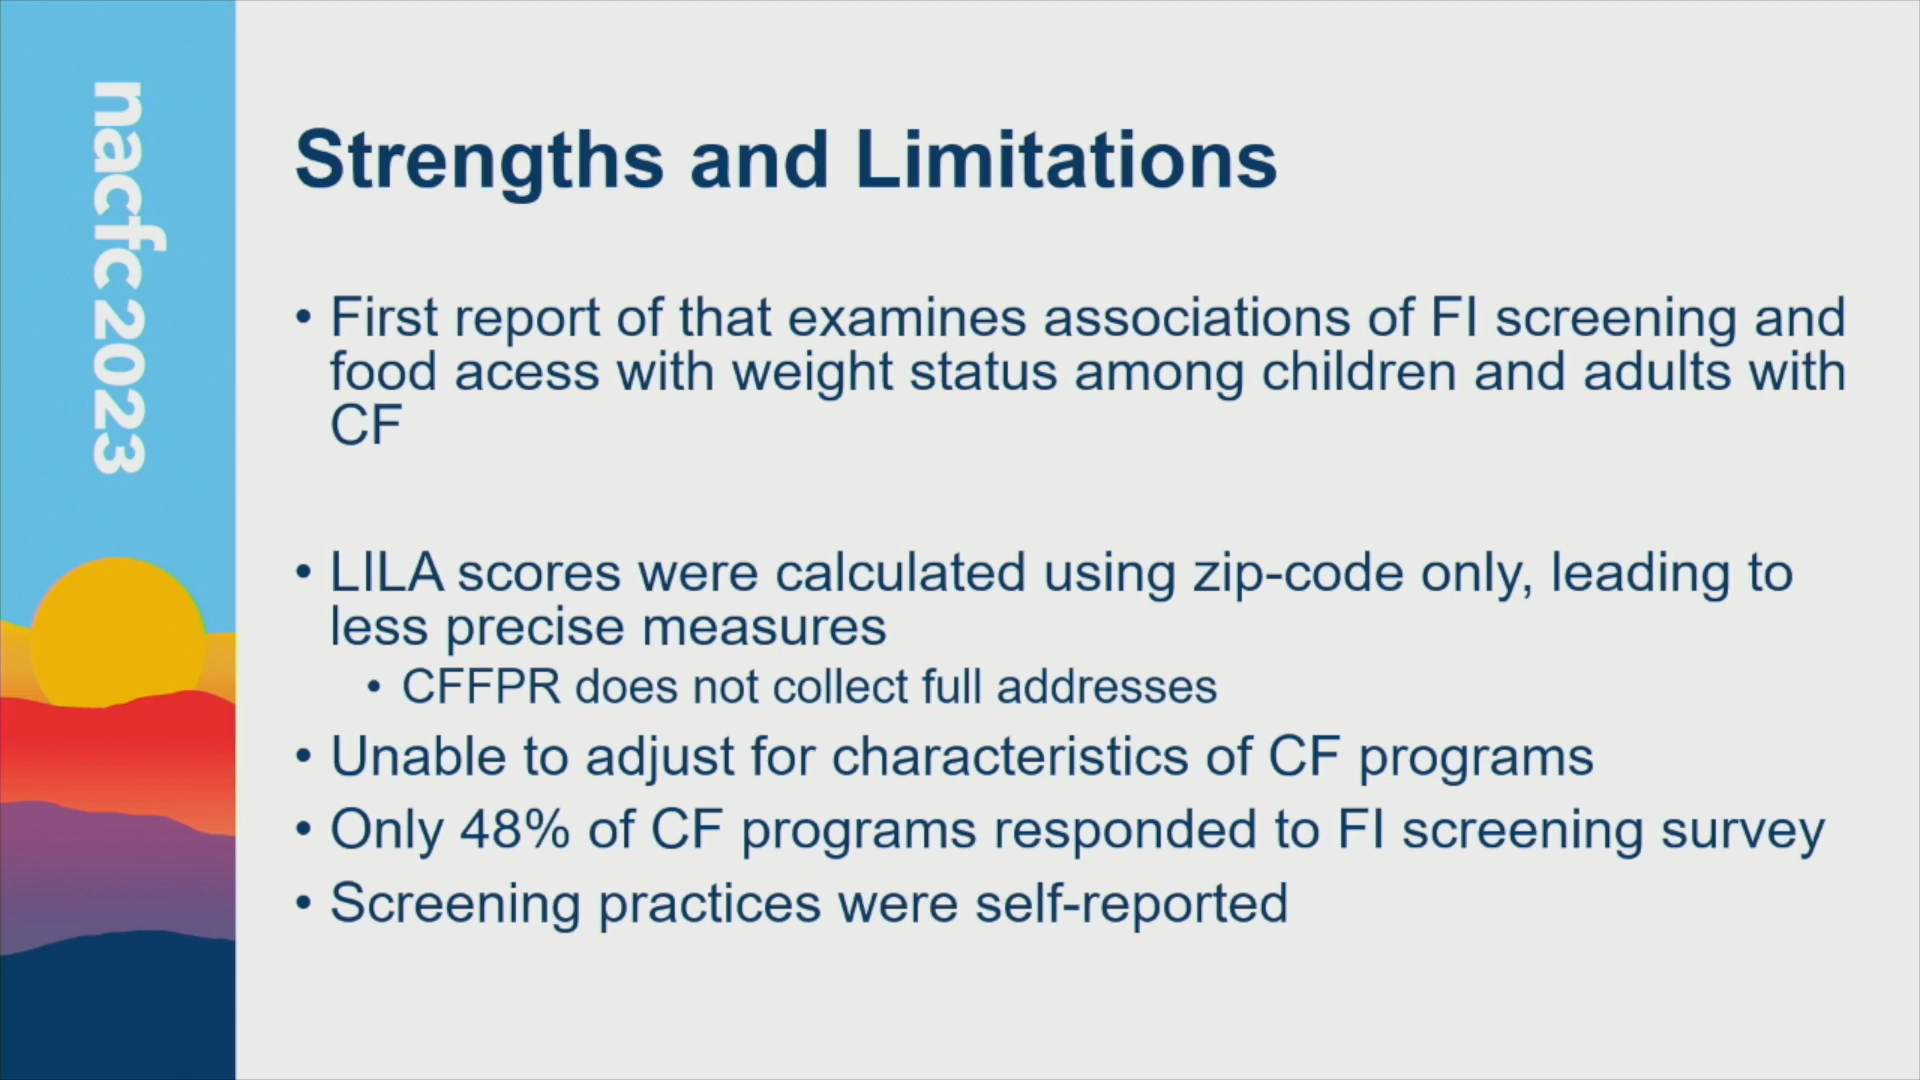 nacfc 2023
Strengths and Limitations
• First report of that examines associations of FI screening and
food acess with weight status among children and adults with
CF
• LILA scores were calculated using zip-code only, leading to
less precise measures
• CFFPR does not collect full addresses
• Unable to adjust for characteristics of CF programs
• Only 48% of CF programs responded to FI screening survey
• Screening practices were self-reported